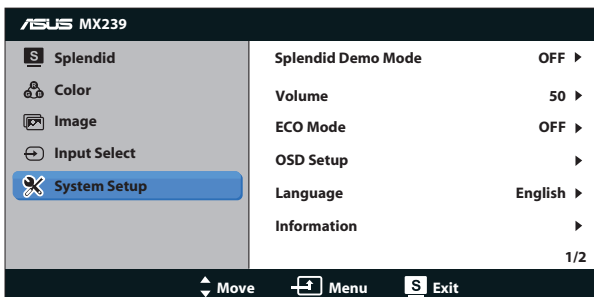 ASUS MX239
S Splendid
R G B Color
Image
Input Select
System Setup
Splendid Demo Mode OFF
Volume 50
ECO Mode OFF
OSD Setup
Language English
Information
1/2
Move Menu S Exit